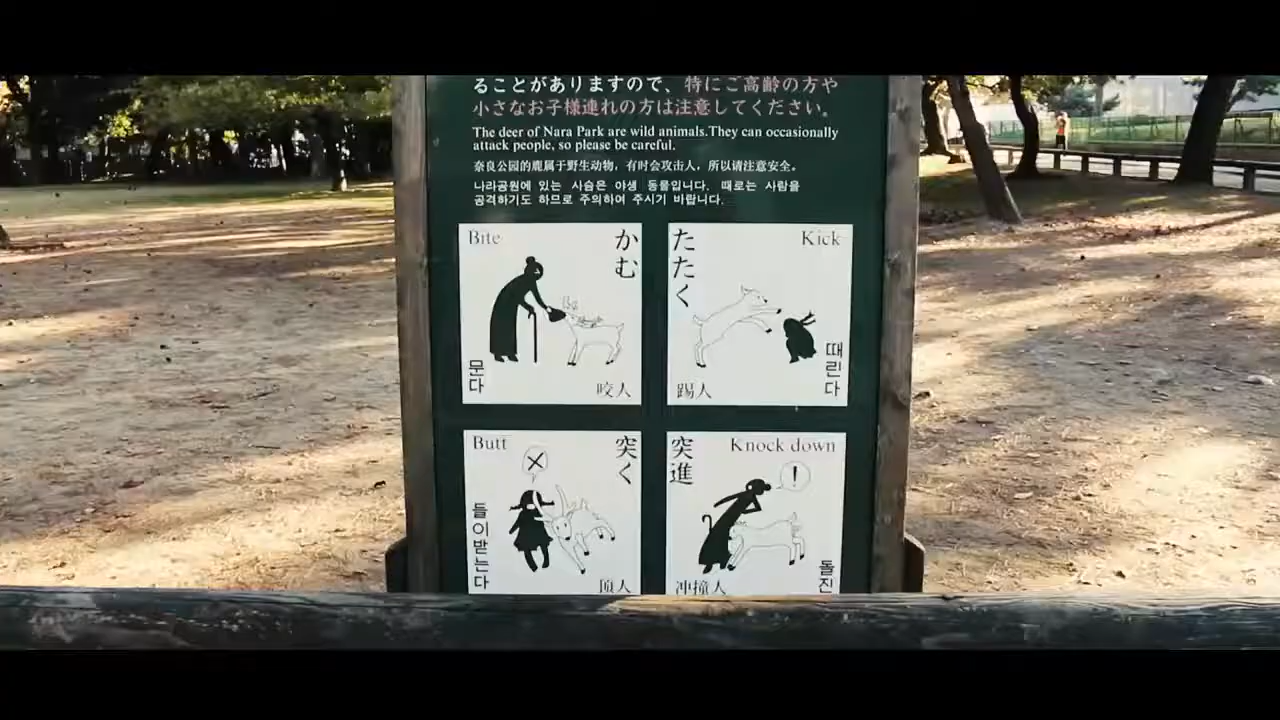 ることがありますので、特にご高齢の方や
小さなお子様連れの方は注意してください。
The deer of Nara Park are wild animals.They can occasionally
attack people, so please be careful.
奈良公园的鹿属于野生动物，有时会攻击人，所以请注意安全。
나라공원에 있는 사슴은 야생 동물입니다. 때로는 사람을
공격하기도 하므로 주의하여 주시기 바랍니다.
Bite
かむ
문다
咬人
たたく
Kick
踢人
때린다
Butt
突く
들이받는다
顶人
突進
Knock down
!
冲撞人
돌진